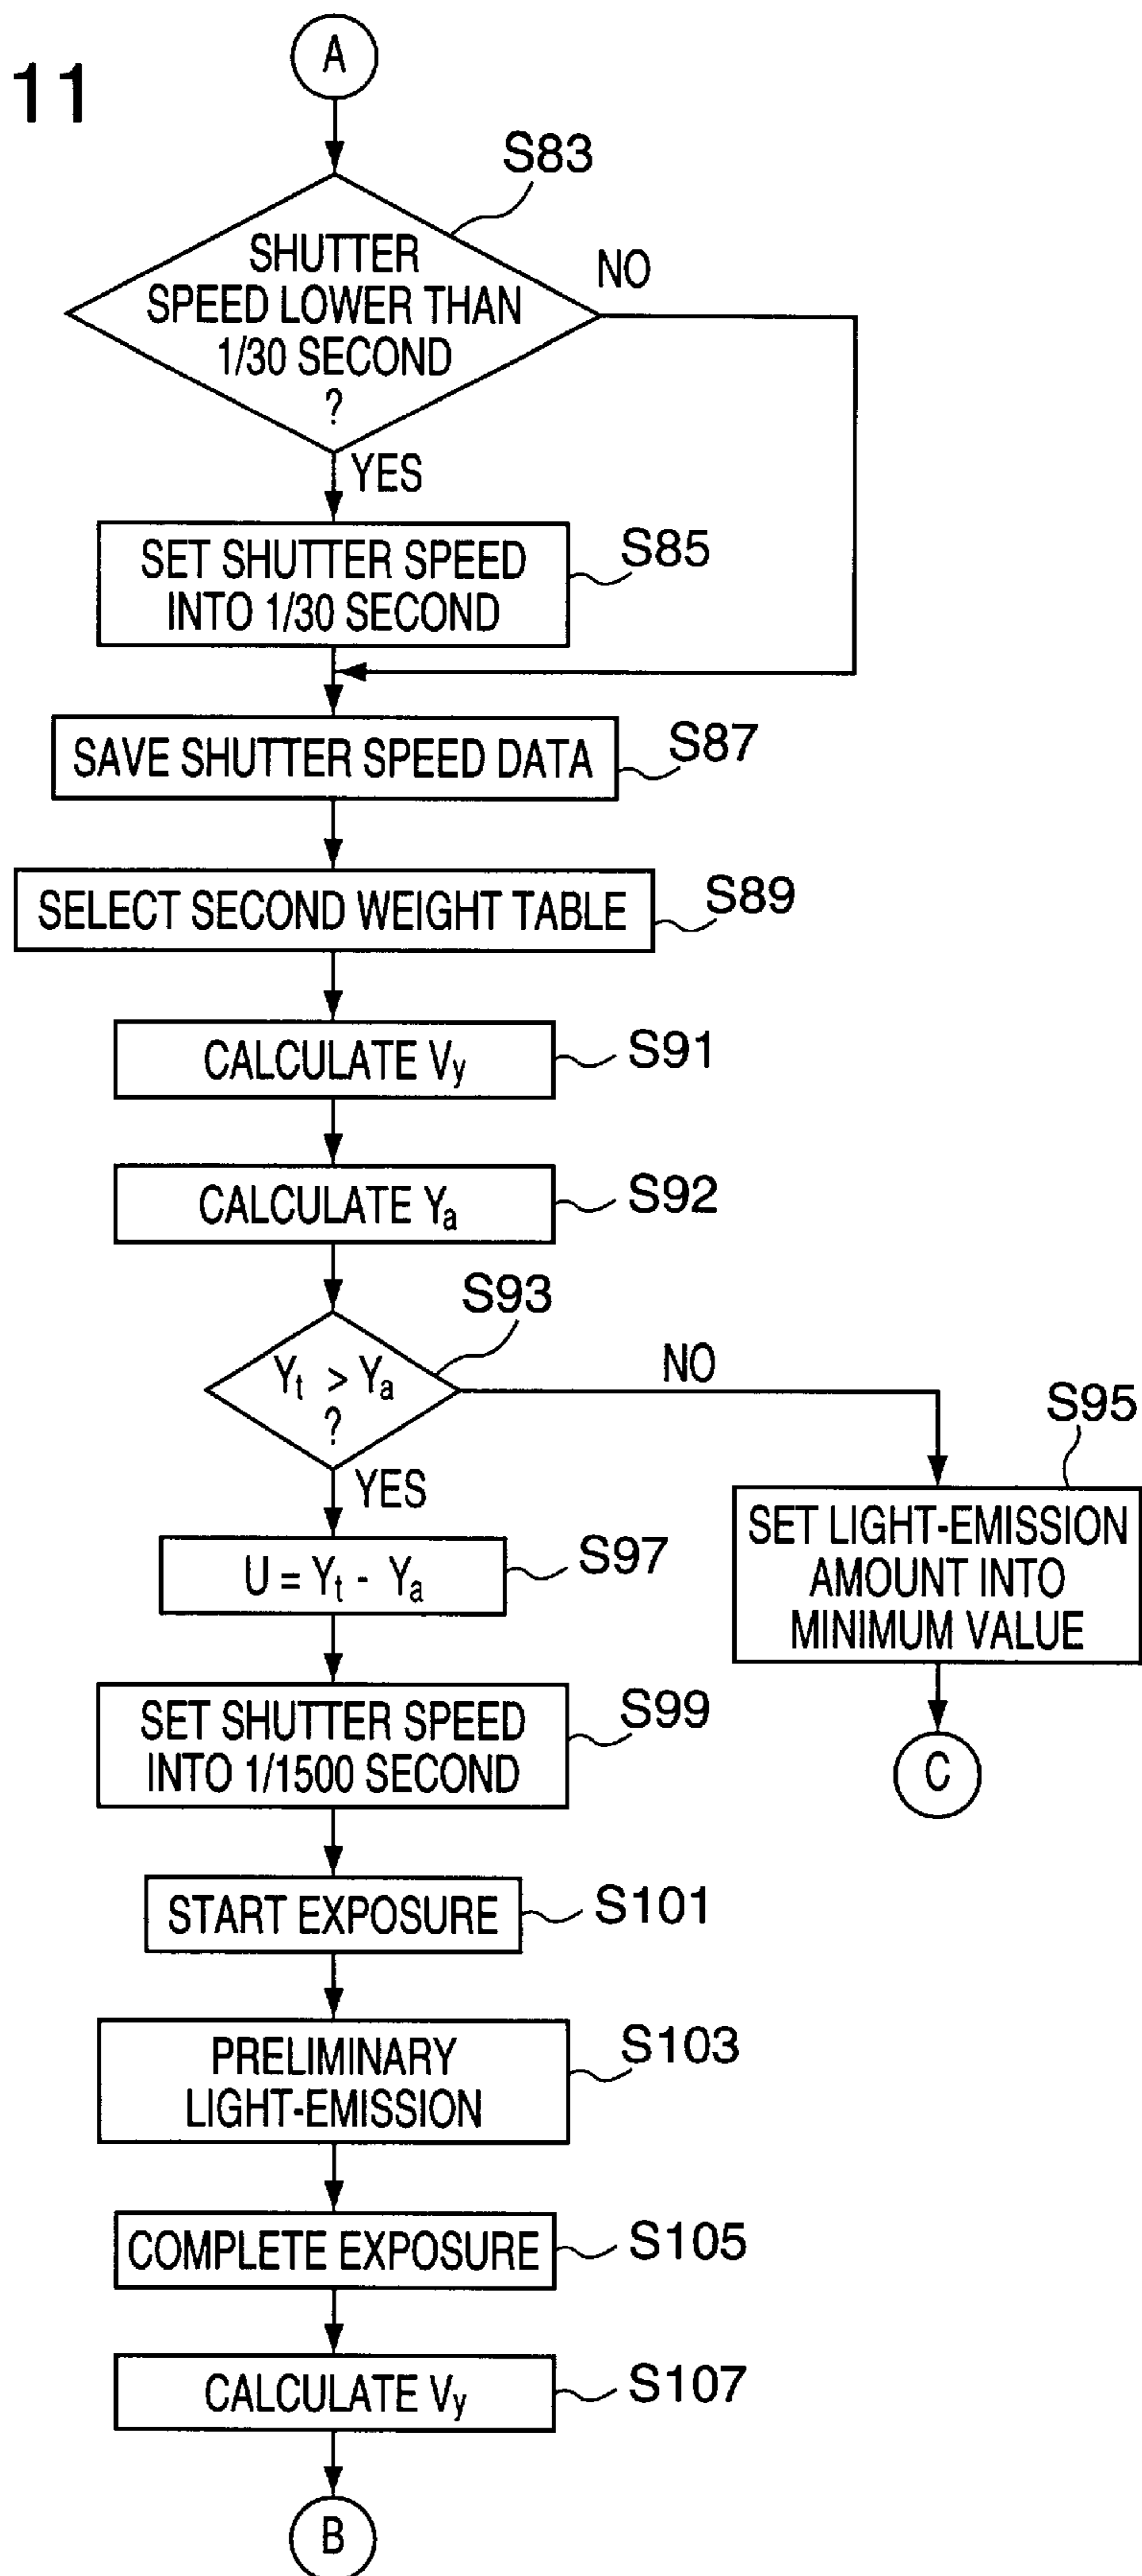 11
A
S83
SHUTTER
SPEED LOWER THAN
1/30 SECOND
?
NO
YES
SET SHUTTER SPEED
INTO 1/30 SECOND
S85
SAVE SHUTTER SPEED DATA
S87
SELECT SECOND WEIGHT TABLE
S89
CALCULATE Vy
S91
CALCULATE Ya
S92
S93
Yt > Ya
?
NO
YES
S95
SET LIGHT-EMISSION
AMOUNT INTO
MINIMUM VALUE
C
U = Yt - Ya
S97
SET SHUTTER SPEED
INTO 1/1500 SECOND
S99
START EXPOSURE
S101
PRELIMINARY
LIGHT-EMISSION
S103
COMPLETE EXPOSURE
S105
CALCULATE Vy
S107
B